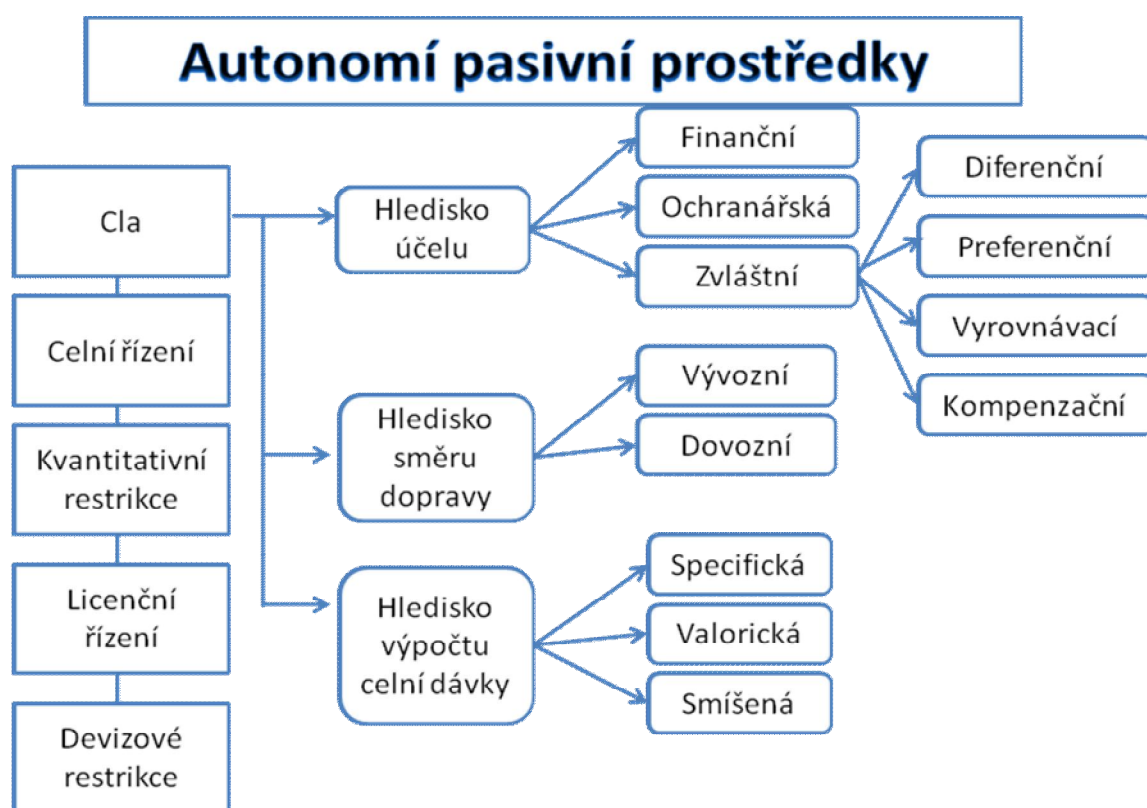 Autonomí pasivní prostředky
Cla
Celní řízení
Kvantitativní
restrikce
Licenční
řízení
Devizové
restrikce
Hledisko
účelu
Finanční
Ochranářská
Zvláštní
Diferenční
Preferenční
Vyrovnávací
Kompenzační
Hledisko
směru
dopravy
Vývozní
Dovozní
Hledisko
výpočtu
celní dávky
Specifická
Valorická
Smíšená